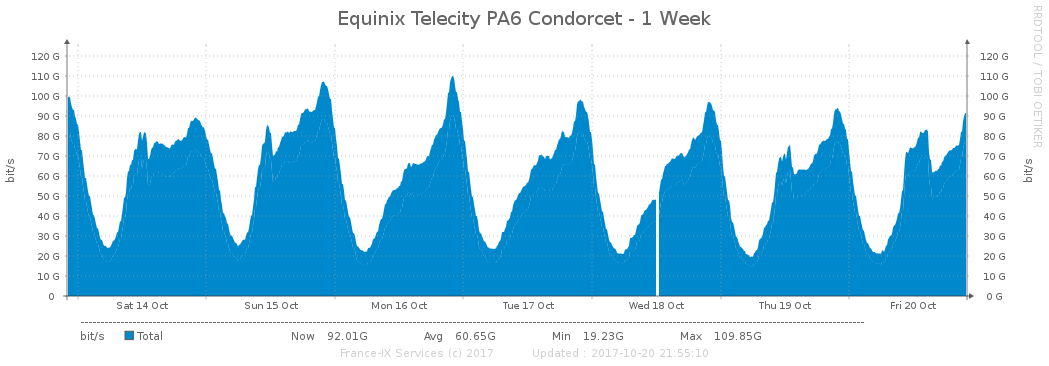 Equinix Telecity PA6 Condorcet - 1 Week
RRDTOOL / TOBI OETIKER
bit/s
120 G 120 G
110 G 110 G
100 G 100 G
90 G 90 G
80 G 80 G
70 G 70 G
60 G 60 G
50 G 50 G
40 G 40 G
30 G 30 G
20 G 20 G
10 G 10 G
0 0 G
bit/s
Sat 14 Oct Sun 15 Oct Mon 16 Oct Tue 17 Oct Wed 18 Oct Thu 19 Oct Fri 20 Oct
bit/s Total Now 92.01G Avg 60.65G Min 19.23G Max 109.85G
France-IX Services (c) 2017 Updated : 2017-10-20 21:55:10